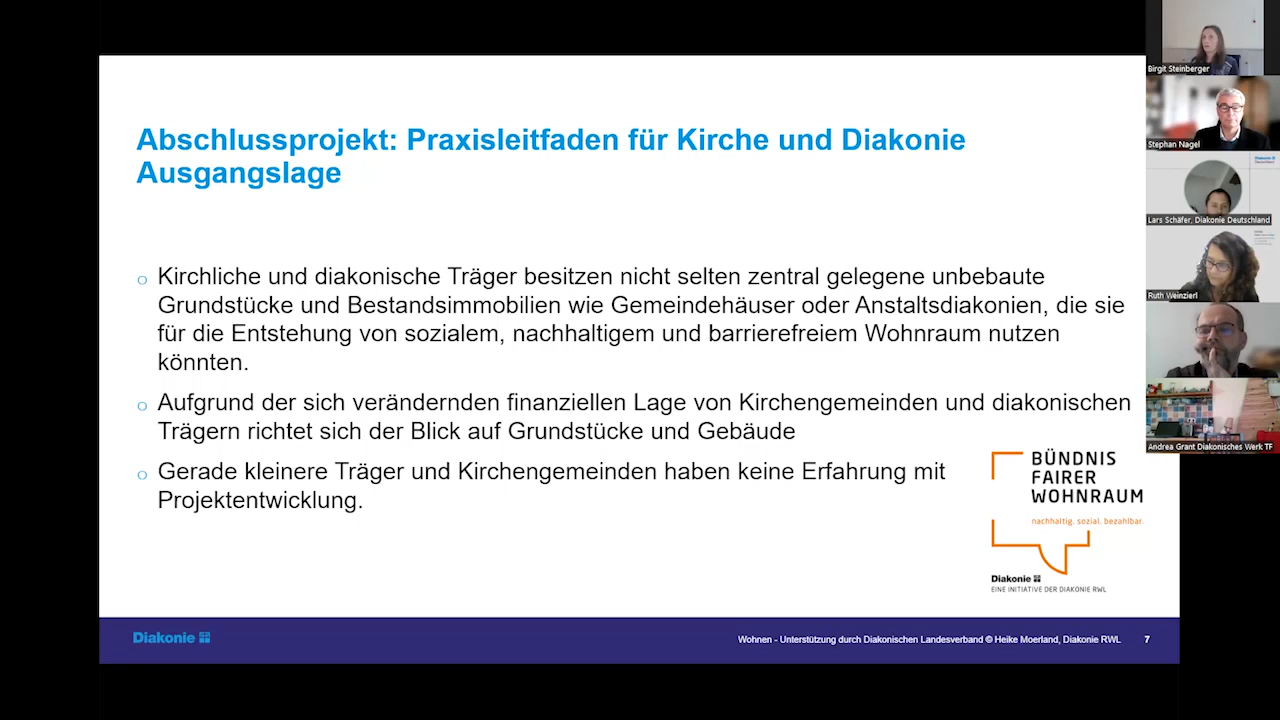 Abschlussprojekt: Praxisleitfaden für Kirche und Diakonie
Ausgangslage
o Kirchliche und diakonische Träger besitzen nicht selten zentral gelegene unbebaute
Grundstücke und Bestandsimmobilien wie Gemeindehäuser oder Anstaltsdiakonien, die sie
für die Entstehung von sozialem, nachhaltigem und barrierefreiem Wohnraum nutzen
könnten.
o Aufgrund der sich verändernden finanziellen Lage von Kirchengemeinden und diakonischen
Trägern richtet sich der Blick auf Grundstücke und Gebäude
o Gerade kleinere Träger und Kirchengemeinden haben keine Erfahrung mit
Projektentwicklung.
BÜNDNIS
FAIRER
WOHNRAUM
nachhaltig. sozial. bezahlbar.
Diakonie
EINE INITIATIVE DER DIAKONIE RWL
Diakonie
Wohnen - Unterstützung durch Diakonischen Landesverband © Heike Moerland, Diakonie RWL
7
Birgit Steinberger
Stephan Nagel
Diakonie
Deutschland
Lars Schäfer, Diakonie Deutschland
Ruth Weinzierl
Andrea Grant Diakonisches Werk TF